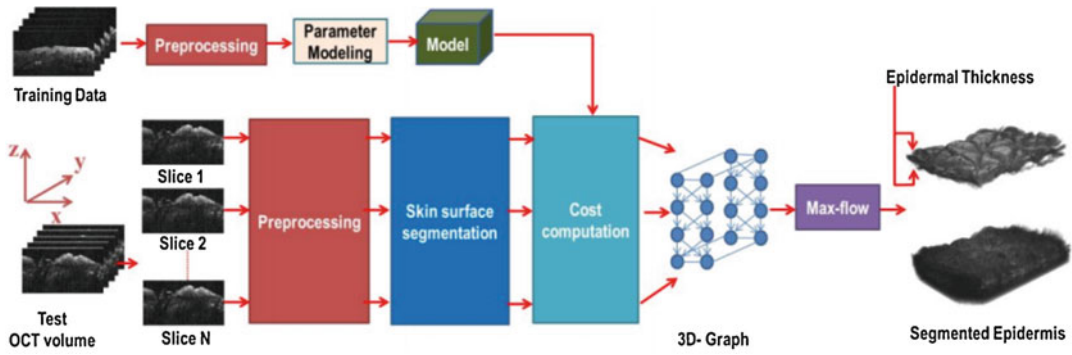 Training Data
Preprocessing
Parameter
Modeling
Model
z
y
x
Test
OCT volume
Slice 1
Slice 2
Slice N
Preprocessing
Skin surface
segmentation
Cost
computation
3D- Graph
Max-flow
Epidermal Thickness
Segmented Epidermis